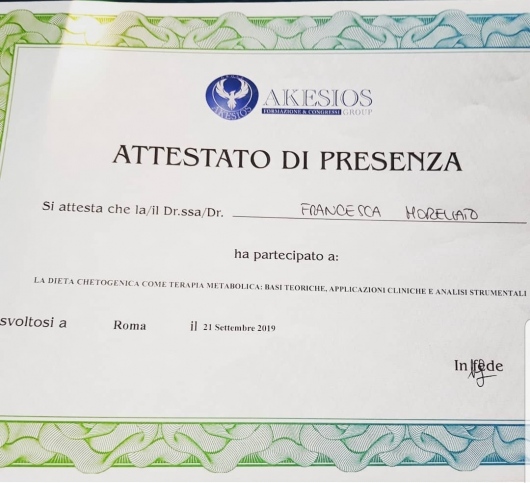 AKESIOS
AKESIOS
FORMAZIONE & CONGRESSI GROUP
ATTESTATO DI PRESENZA
Si attesta che la/il Dr.ssa/Dr. FRANCESCA MORELLATO
ha partecipato a:
LA DIETA CHETOGENICA COME TERAPIA METABOLICA: BASI TEORICHE, APPLICAZIONI CLINICHE E ANALISI STRUMENTALI
svoltosi a Roma il 21 Settembre 2019
In fede